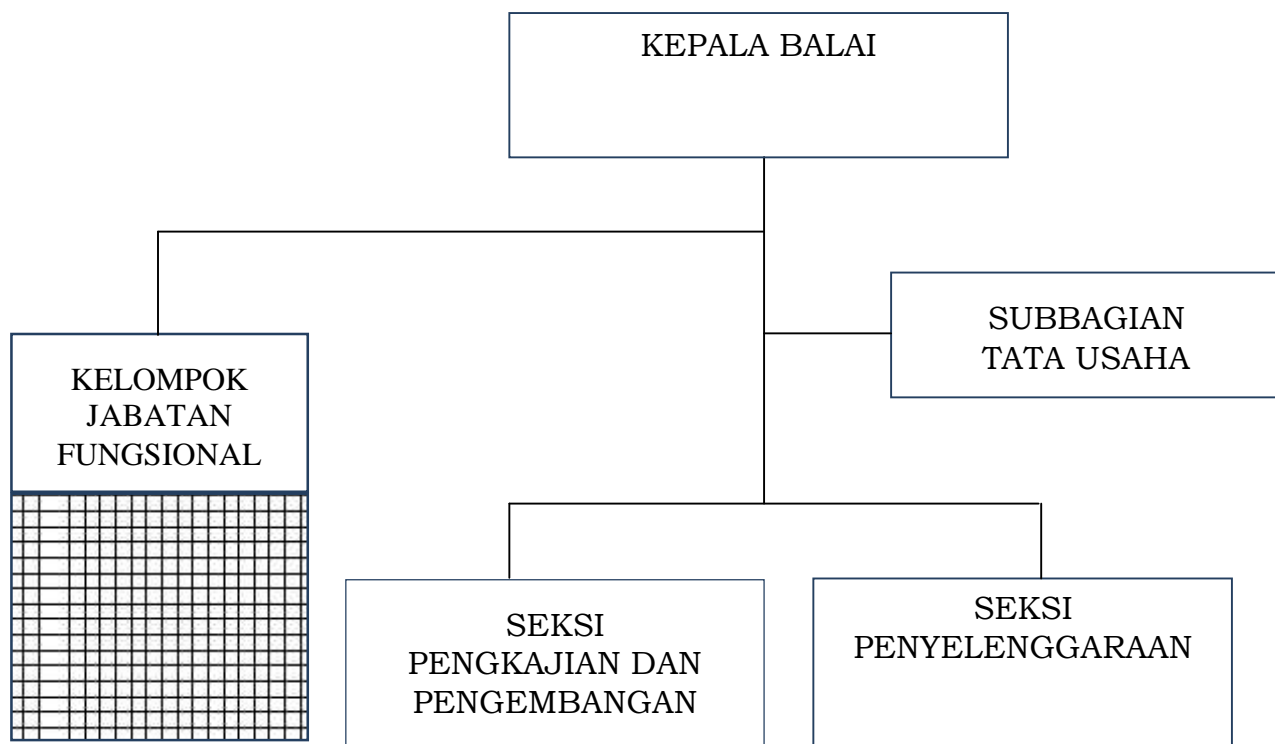 KEPALA BALAI
SUBBAGIAN
TATA USAHA
KELOMPOK
JABATAN
FUNGSIONAL
SEKSI
PENGKAJIAN DAN
PENGEMBANGAN
SEKSI
PENYELENGGARAAN